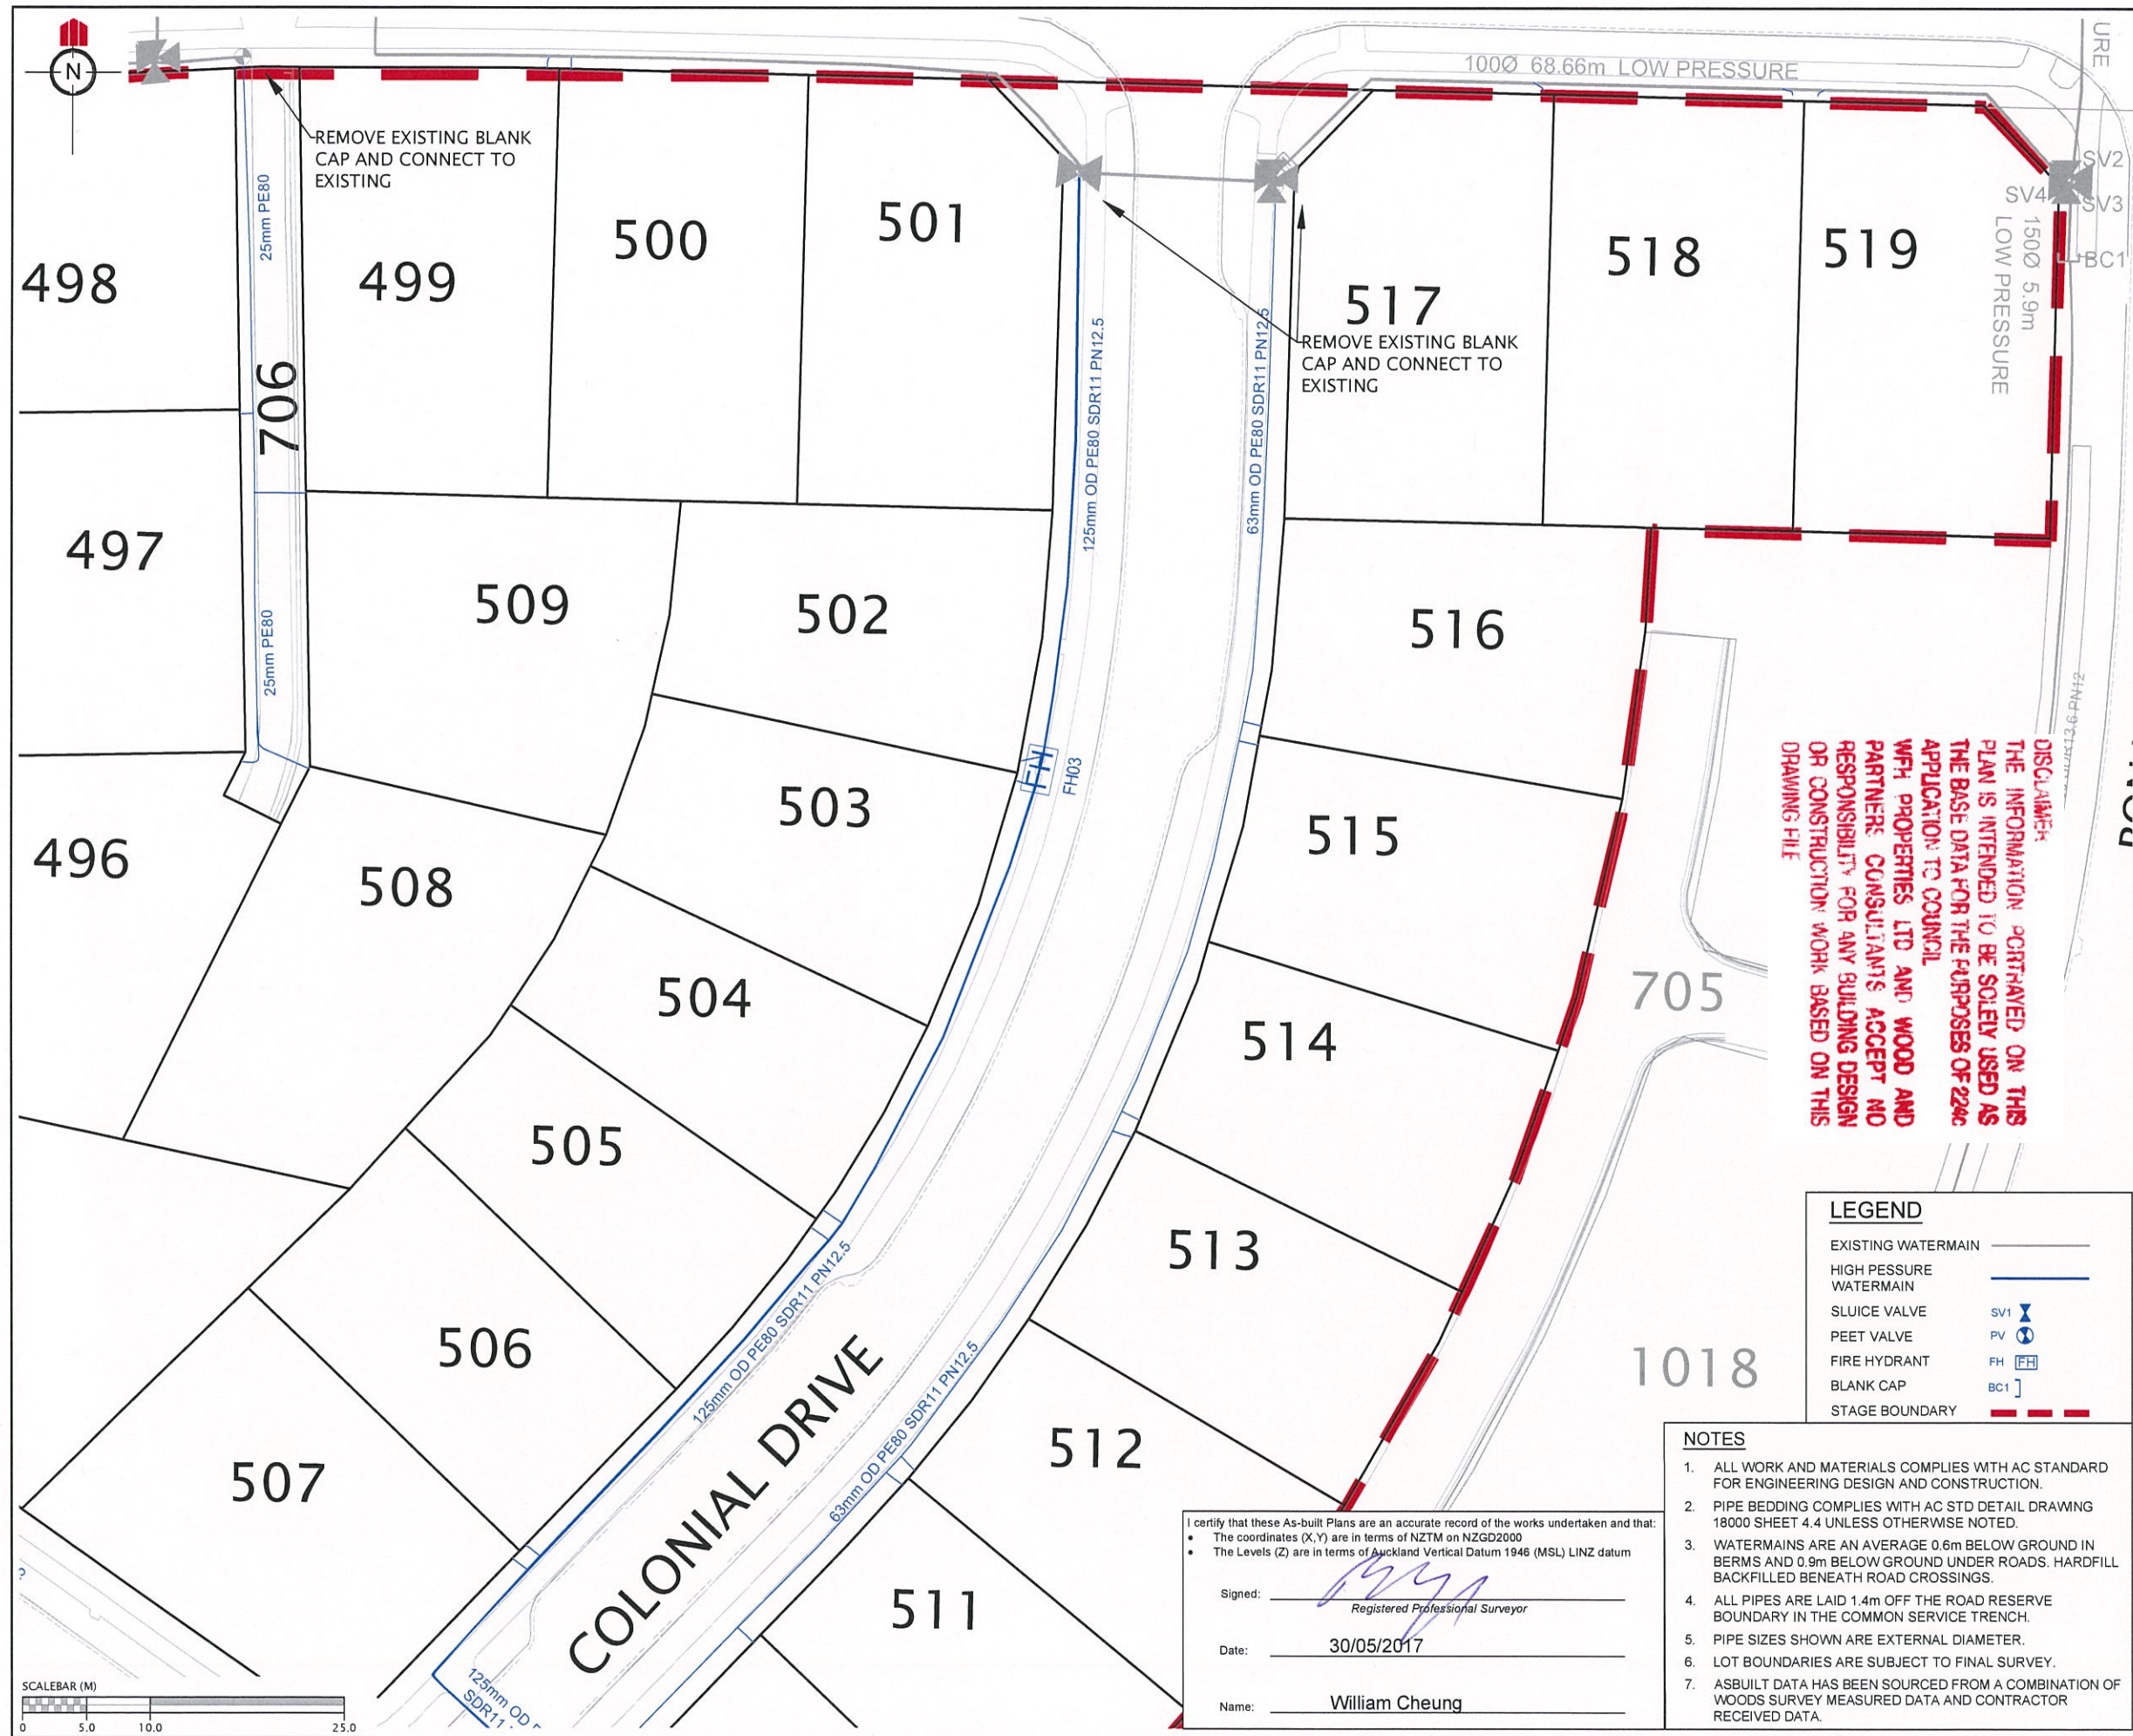 N
REMOVE EXISTING BLANK
CAP AND CONNECT TO
EXISTING
100Ø 68.66m LOW PRESSURE
URE
SV2
SV4
SV3
BC1
150Ø 5.9m
LOW PRESSURE
25mm PE80
498
499
500
501
517
518
519
REMOVE EXISTING BLANK
CAP AND CONNECT TO
EXISTING
706
125mm OD PE80 SDR11 PN12.5
63mm OD PE80 SDR11 PN12.5
497
509
502
516
25mm PE80
FH
FH03
503
515
496
508
504
514
705
505
513
506
512
1018
507
511
125mm OD PE80 SDR11 PN12.5
63mm OD PE80 SDR11 PN12.5
COLONIAL DRIVE
125mm OD
SDR11
DISCLAIMER
THE INFORMATION PORTRAYED ON THIS
PLAN IS INTENDED TO BE SOLELY USED AS
THE BASE DATA FOR THE PURPOSES OF 224C
APPLICATION TO COUNCIL
WFH PROPERTIES LTD AND WOOD AND
PARTNERS CONSULTANTS ACCEPT NO
RESPONSIBILITY FOR ANY BUILDING DESIGN
OR CONSTRUCTION WORK BASED ON THIS
DRAWING FILE
LEGEND
EXISTING WATERMAIN
HIGH PESSURE
WATERMAIN
SLUICE VALVE SV1
PEET VALVE PV
FIRE HYDRANT FH FH
BLANK CAP BC1
STAGE BOUNDARY
NOTES
1. ALL WORK AND MATERIALS COMPLIES WITH AC STANDARD
FOR ENGINEERING DESIGN AND CONSTRUCTION.
2. PIPE BEDDING COMPLIES WITH AC STD DETAIL DRAWING
18000 SHEET 4.4 UNLESS OTHERWISE NOTED.
3. WATERMAINS ARE AN AVERAGE 0.6m BELOW GROUND IN
BERMS AND 0.9m BELOW GROUND UNDER ROADS. HARDFILL
BACKFILLED BENEATH ROAD CROSSINGS.
4. ALL PIPES ARE LAID 1.4m OFF THE ROAD RESERVE
BOUNDARY IN THE COMMON SERVICE TRENCH.
5. PIPE SIZES SHOWN ARE EXTERNAL DIAMETER.
6. LOT BOUNDARIES ARE SUBJECT TO FINAL SURVEY.
7. ASBUILT DATA HAS BEEN SOURCED FROM A COMBINATION OF
WOODS SURVEY MEASURED DATA AND CONTRACTOR
RECEIVED DATA.
I certify that these As-built Plans are an accurate record of the works undertaken and that:
• The coordinates (X,Y) are in terms of NZTM on NZGD2000
• The Levels (Z) are in terms of Auckland Vertical Datum 1946 (MSL) LINZ datum
Signed:
Registered Professional Surveyor
Date: 30/05/2017
Name: William Cheung
SCALEBAR (M)
0 5.0 10.0 25.0